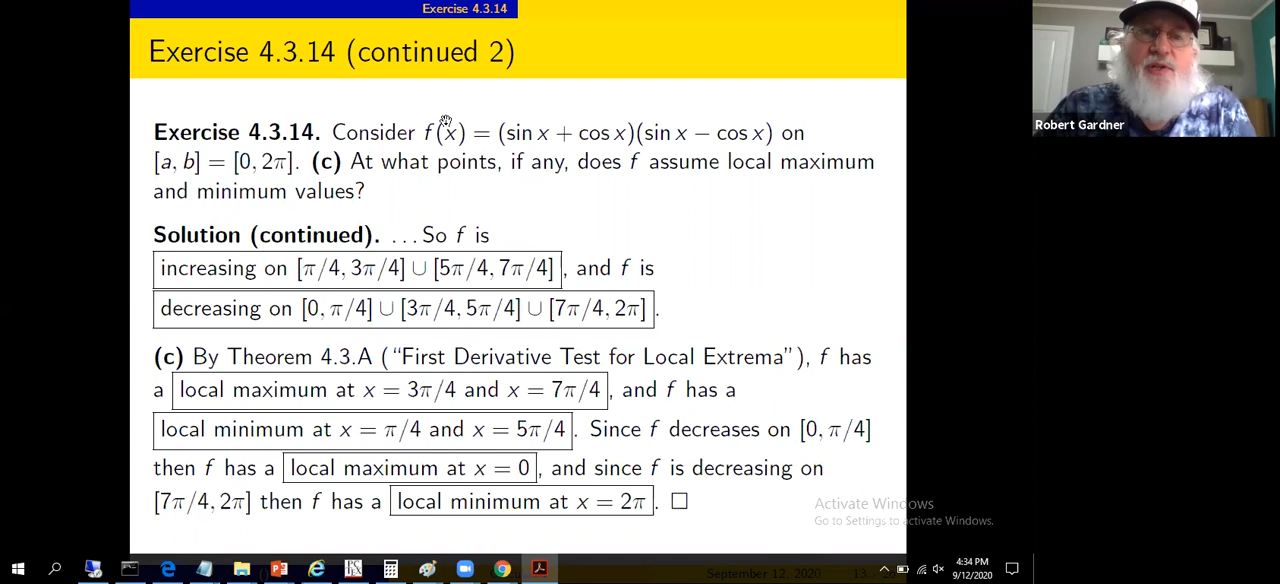 Exercise 4.3.14
Exercise 4.3.14 (continued 2)
Exercise 4.3.14. Consider f(x) = (sin x + cos x)(sin x − cos x) on
[a, b] = [0, 2π]. (c) At what points, if any, does f assume local maximum
and minimum values?
Solution (continued). . . . So f is
increasing on [π/4, 3π/4] ∪ [5π/4, 7π/4] , and f is
decreasing on [0, π/4] ∪ [3π/4, 5π/4] ∪ [7π/4, 2π] .
(c) By Theorem 4.3.A (“First Derivative Test for Local Extrema”), f has
a local maximum at x = 3π/4 and x = 7π/4 , and f has a
local minimum at x = π/4 and x = 5π/4 . Since f decreases on [0, π/4]
then f has a local maximum at x = 0 , and since f is decreasing on
[7π/4, 2π] then f has a local minimum at x = 2π . □
Robert Gardner
Activate Windows
Go to Settings to activate Windows.
September 12, 2020
4:34 PM
9/12/2020